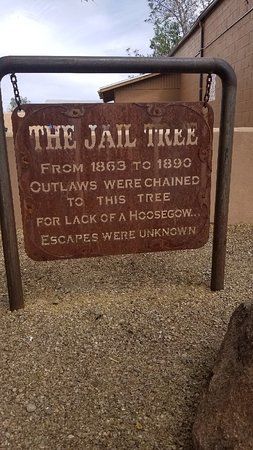 THE JAIL TREE
FROM 1863 TO 1890
OUTLAWS WERE CHAINED
TO THIS TREE
FOR LACK OF A HOOSEGOW...
ESCAPES WERE UNKNOWN